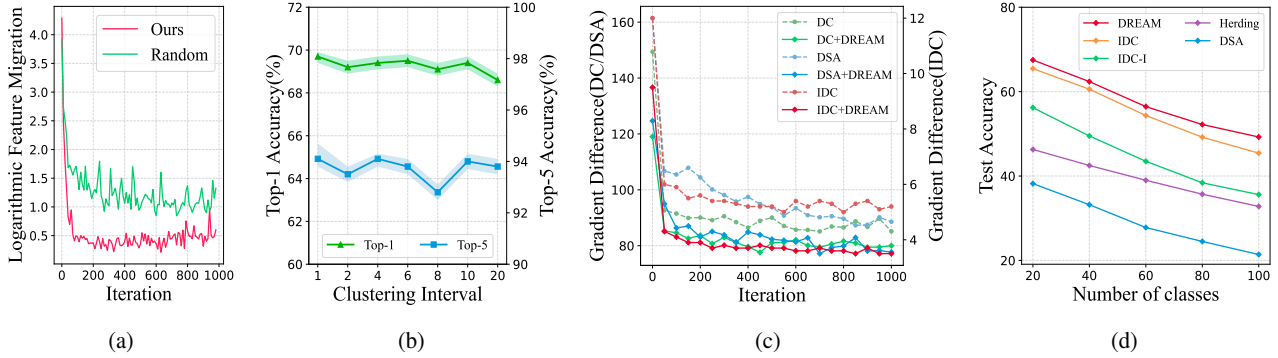 Logarithmic Feature Migration
4.0
3.5
3.0
2.5
2.0
1.5
1.0
0.5
Ours
Random
0
200
400
600
800
1000
Iteration
(a)
Top-1 Accuracy(%)
72
70
68
66
64
62
60
Top-5 Accuracy(%)
100
98
96
94
92
90
Top-1
Top-5
1
2
4
6
8
10
20
Clustering Interval
(b)
Gradient Difference(DC/DSA)
160
140
120
100
80
Gradient Difference(IDC)
12
10
8
6
4
DC
DC+DREAM
DSA
DSA+DREAM
IDC
IDC+DREAM
0
200
400
600
800
1000
Iteration
(c)
Test Accuracy
80
60
40
20
DREAM
IDC
IDC-I
Herding
DSA
20
40
60
80
100
Number of classes
(d)